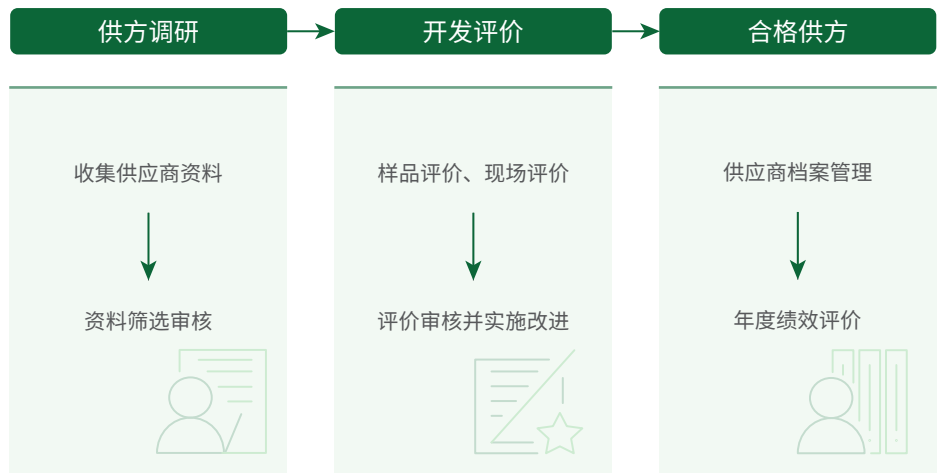 供方调研
开发评价
合格供方
收集供应商资料
资料筛选审核
样品评价、现场评价
评价审核并实施改进
供应商档案管理
年度绩效评价